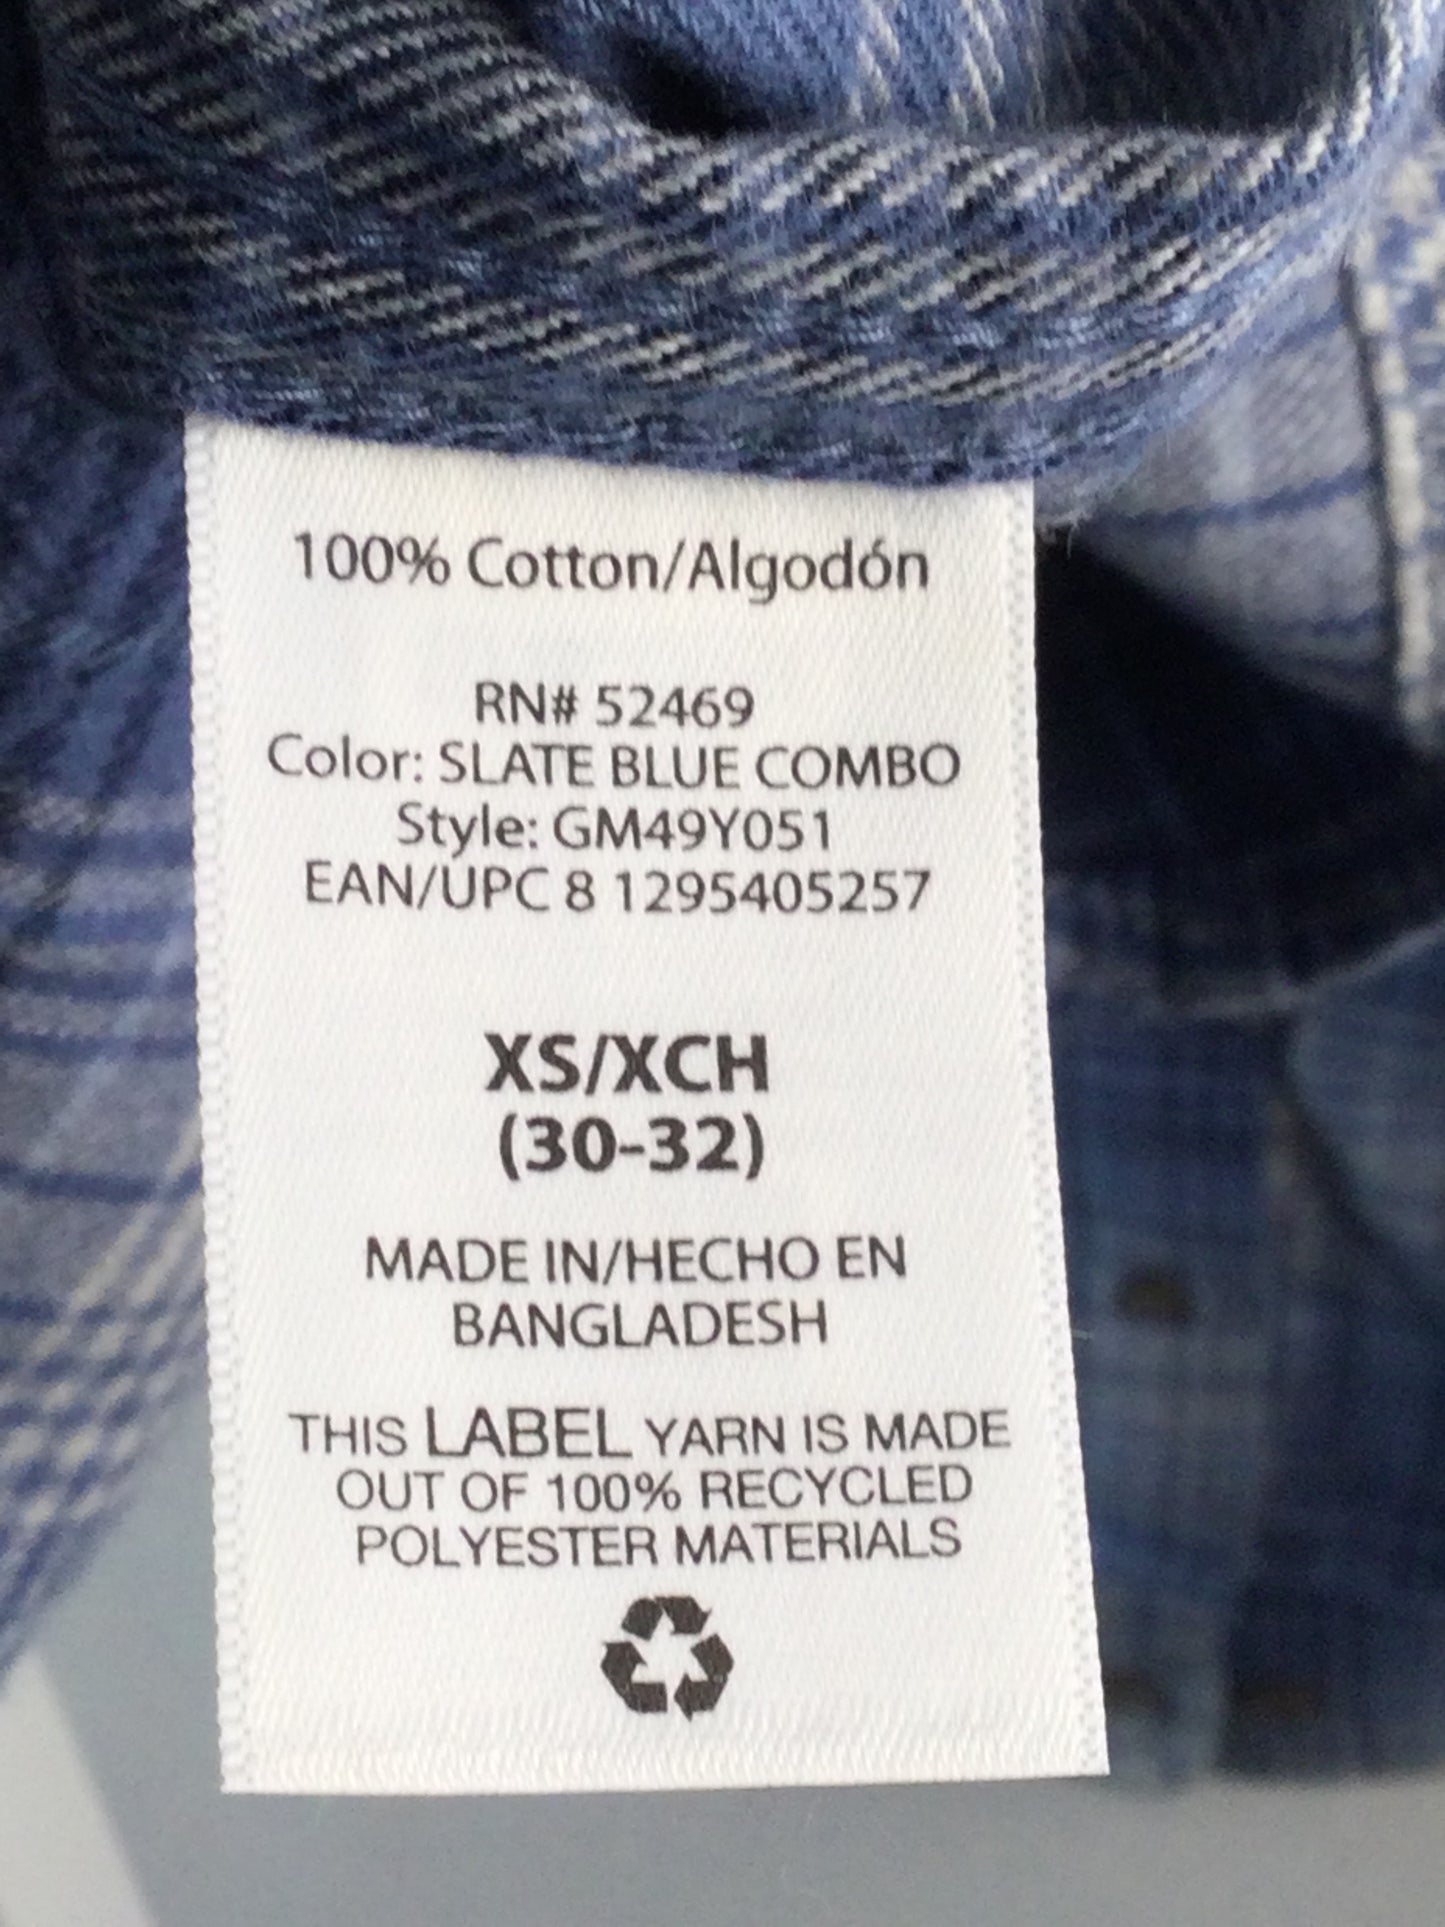 100% Cotton/Algodón
RN# 52469
Color: SLATE BLUE COMBO
Style: GM49Y051
EAN/UPC 8 1295405257
XS/XCH
(30-32)
MADE IN/HECHO EN
BANGLADESH
THIS LABEL YARN IS MADE
OUT OF 100% RECYCLED
POLYESTER MATERIALS